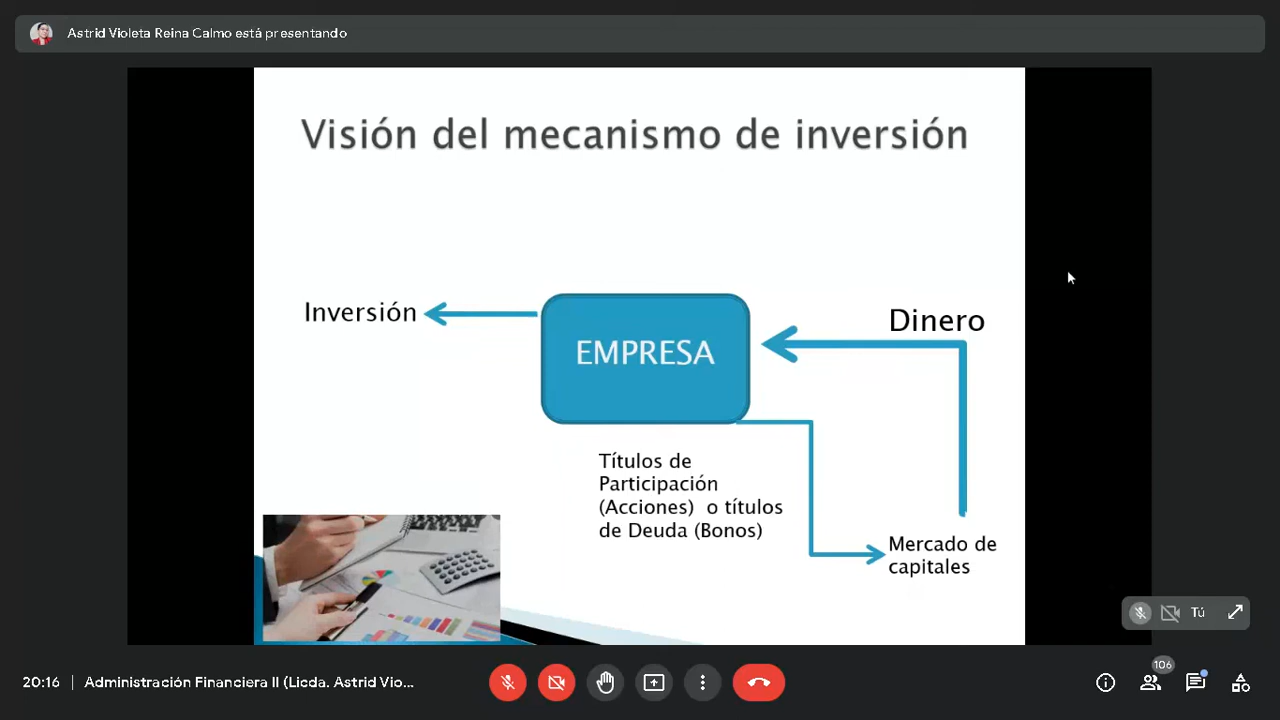 Astrid Violeta Reina Calmo está presentando
Visión del mecanismo de inversión
Inversión
EMPRESA
Dinero
Títulos de
Participación
(Acciones) o títulos
de Deuda (Bonos)
Mercado de
capitales
Tú
20:16
Administración Financiera II (Licda. Astrid Vio...
106